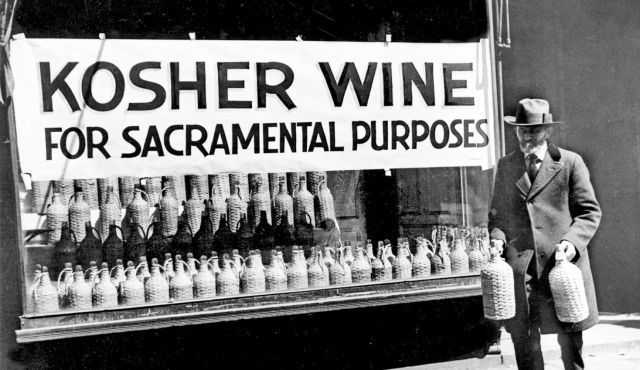 KOSHER WINE
FOR SACRAMENTAL PURPOSES